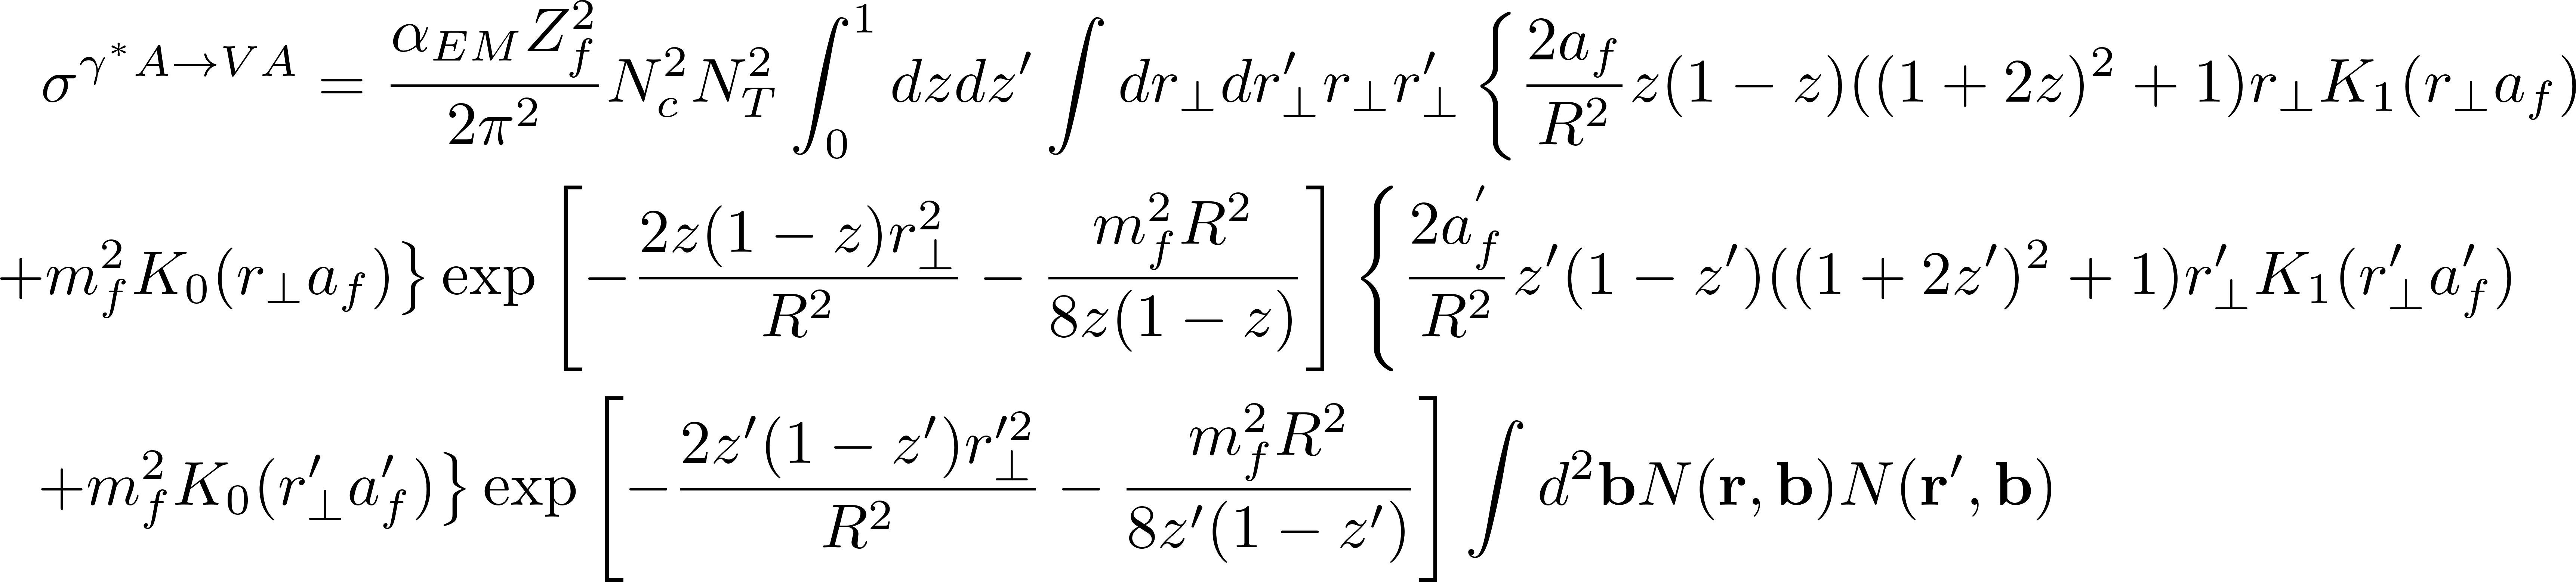 \sigma^{\gamma^* A \to V A} = \frac{\alpha_{EM} Z_f^2}{2\pi^2} N_c^2 N_T^2 \int_0^1 dz dz' \int dr_\perp dr'_\perp r_\perp r'_\perp \left\{ \frac{2a_f}{R^2} z(1-z)((1+2z)^2+1) r_\perp K_1(r_\perp a_f) \right.
\left. + m_f^2 K_0(r_\perp a_f) \right\} \exp\left[ -\frac{2z(1-z)r_\perp^2}{R^2} - \frac{m_f^2 R^2}{8z(1-z)} \right] \left\{ \frac{2a'_f}{R^2} z'(1-z')((1+2z')^2+1) r'_\perp K_1(r'_\perp a'_f) \right.
\left. + m_f^2 K_0(r'_\perp a'_f) \right\} \exp\left[ -\frac{2z'(1-z')r'^2_\perp}{R^2} - \frac{m_f^2 R^2}{8z'(1-z')} \right] \int d^2\mathbf{b} N(\mathbf{r}, \mathbf{b}) N(\mathbf{r}', \mathbf{b})